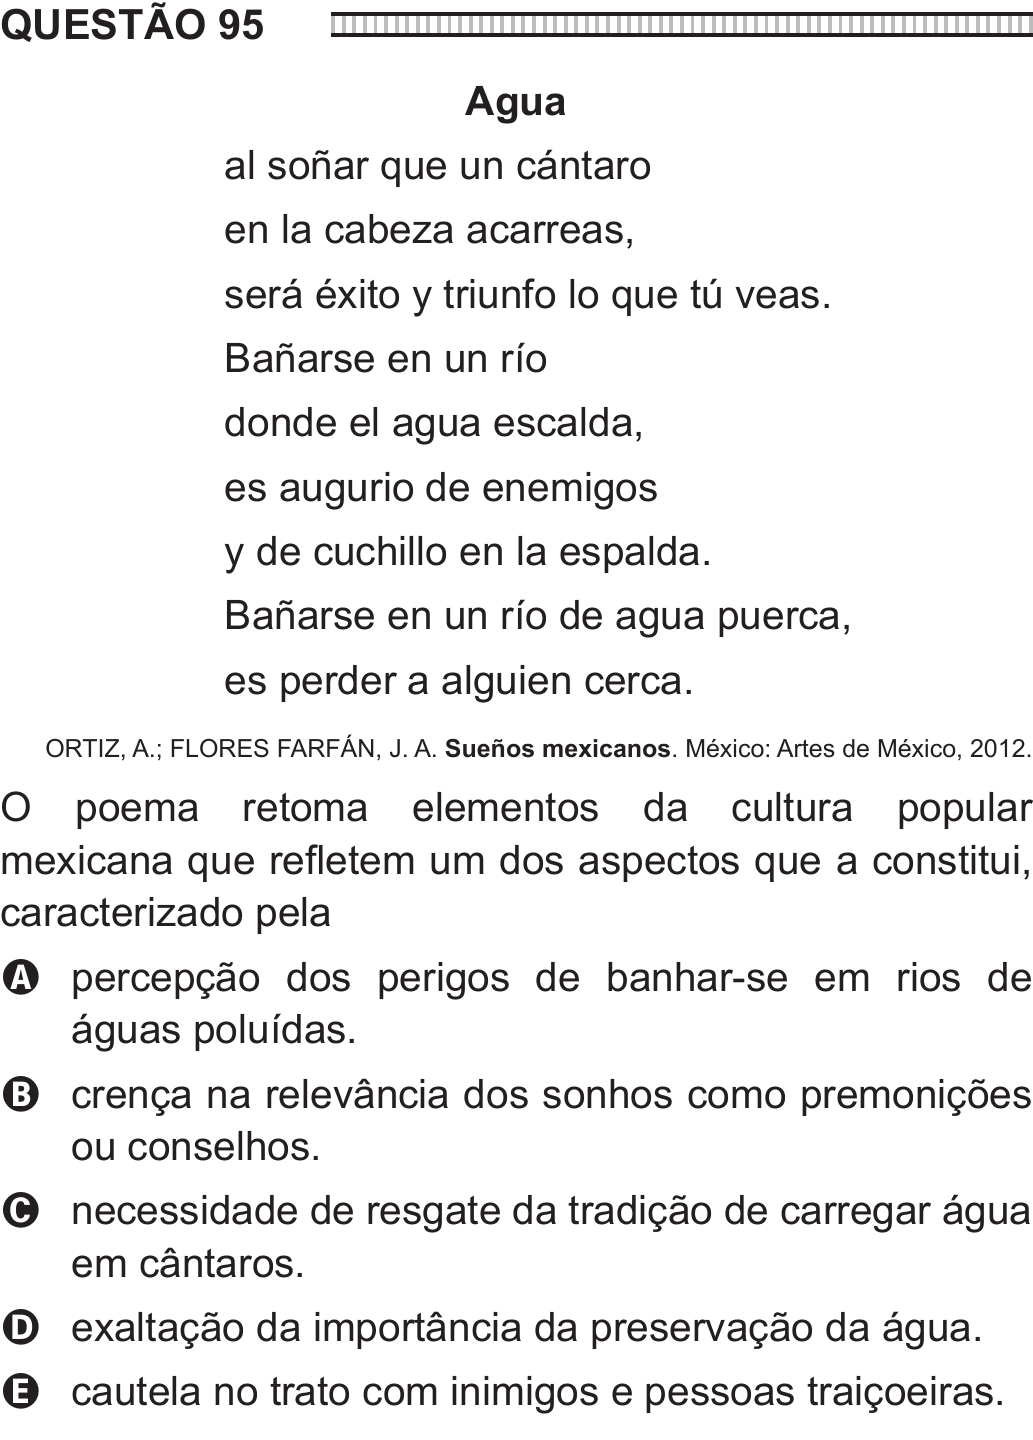 QUESTÃO 95
Agua
al soñar que un cántaro
en la cabeza acarreas,
será éxito y triunfo lo que tú veas.
Bañarse en un río
donde el agua escalda,
es augurio de enemigos
y de cuchillo en la espalda.
Bañarse en un río de agua puerca,
es perder a alguien cerca.
ORTIZ, A.; FLORES FARFÁN, J. A. Sueños mexicanos. México: Artes de México, 2012.
O poema retoma elementos da cultura popular
mexicana que refletem um dos aspectos que a constitui,
caracterizado pela
A percepção dos perigos de banhar-se em rios de
águas poluídas.
B crença na relevância dos sonhos como premonições
ou conselhos.
C necessidade de resgate da tradição de carregar água
em cântaros.
D exaltação da importância da preservação da água.
E cautela no trato com inimigos e pessoas traiçoeiras.